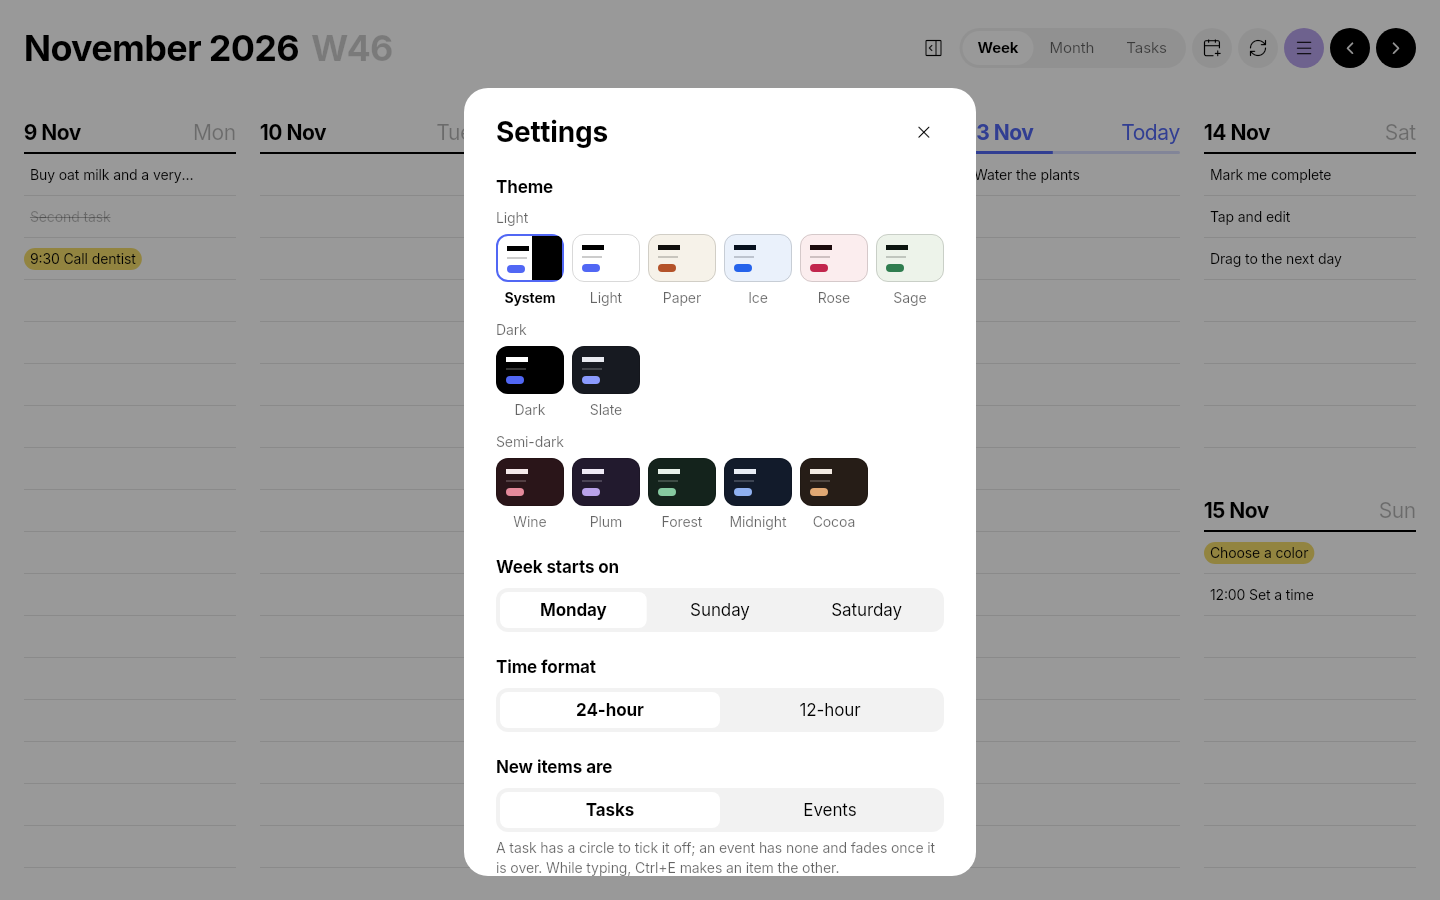 November 2026 W46
Week Month Tasks
9 Nov Mon
10 Nov Tue
3 Nov Today
14 Nov Sat
Buy oat milk and a very...
Second task
9:30 Call dentist
Water the plants
Mark me complete
Tap and edit
Drag to the next day
15 Nov Sun
Choose a color
12:00 Set a time
Settings
Theme
Light
System Light Paper Ice Rose Sage
Dark
Dark Slate
Semi-dark
Wine Plum Forest Midnight Cocoa
Week starts on
Monday Sunday Saturday
Time format
24-hour 12-hour
New items are
Tasks Events
A task has a circle to tick it off; an event has none and fades once it
is over. While typing, Ctrl+E makes an item the other.